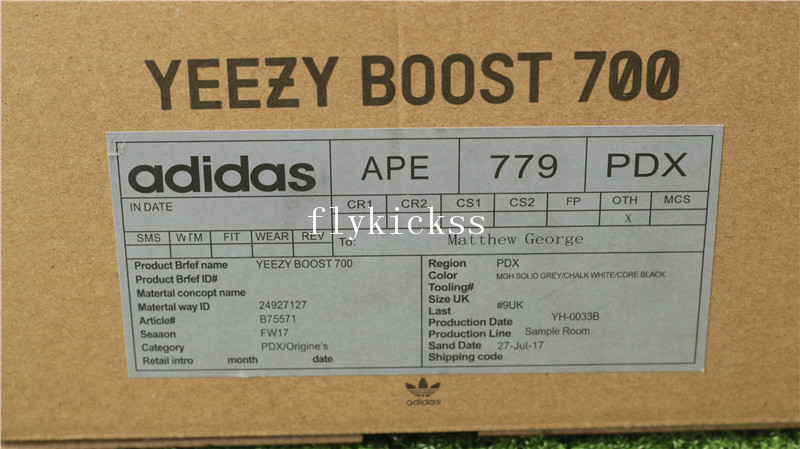 YEEZY BOOST 700
adidas APE 779 PDX
IN DATE CR1 CR2 CS1 CS2 FP OTH MCS
X
flykickss
SMS WTM FIT WEAR REV To: Matthew George
Product Brfef name YEEZY BOOST 700
Product Brfef ID#
Matertal concopt name
Matertal way ID 24927127
Article# B75571
Seaaon FW17
Category PDX/Origine's
Retail intro month date
Region PDX
Color MGH SOLID GREY/CHALK WHITE/CORE BLACK
Tooling#
Size UK #9UK
Last
Production Date YH-0033B
Production Line Sample Room
Sand Date 27-Jul-17
Shipping code
adidas